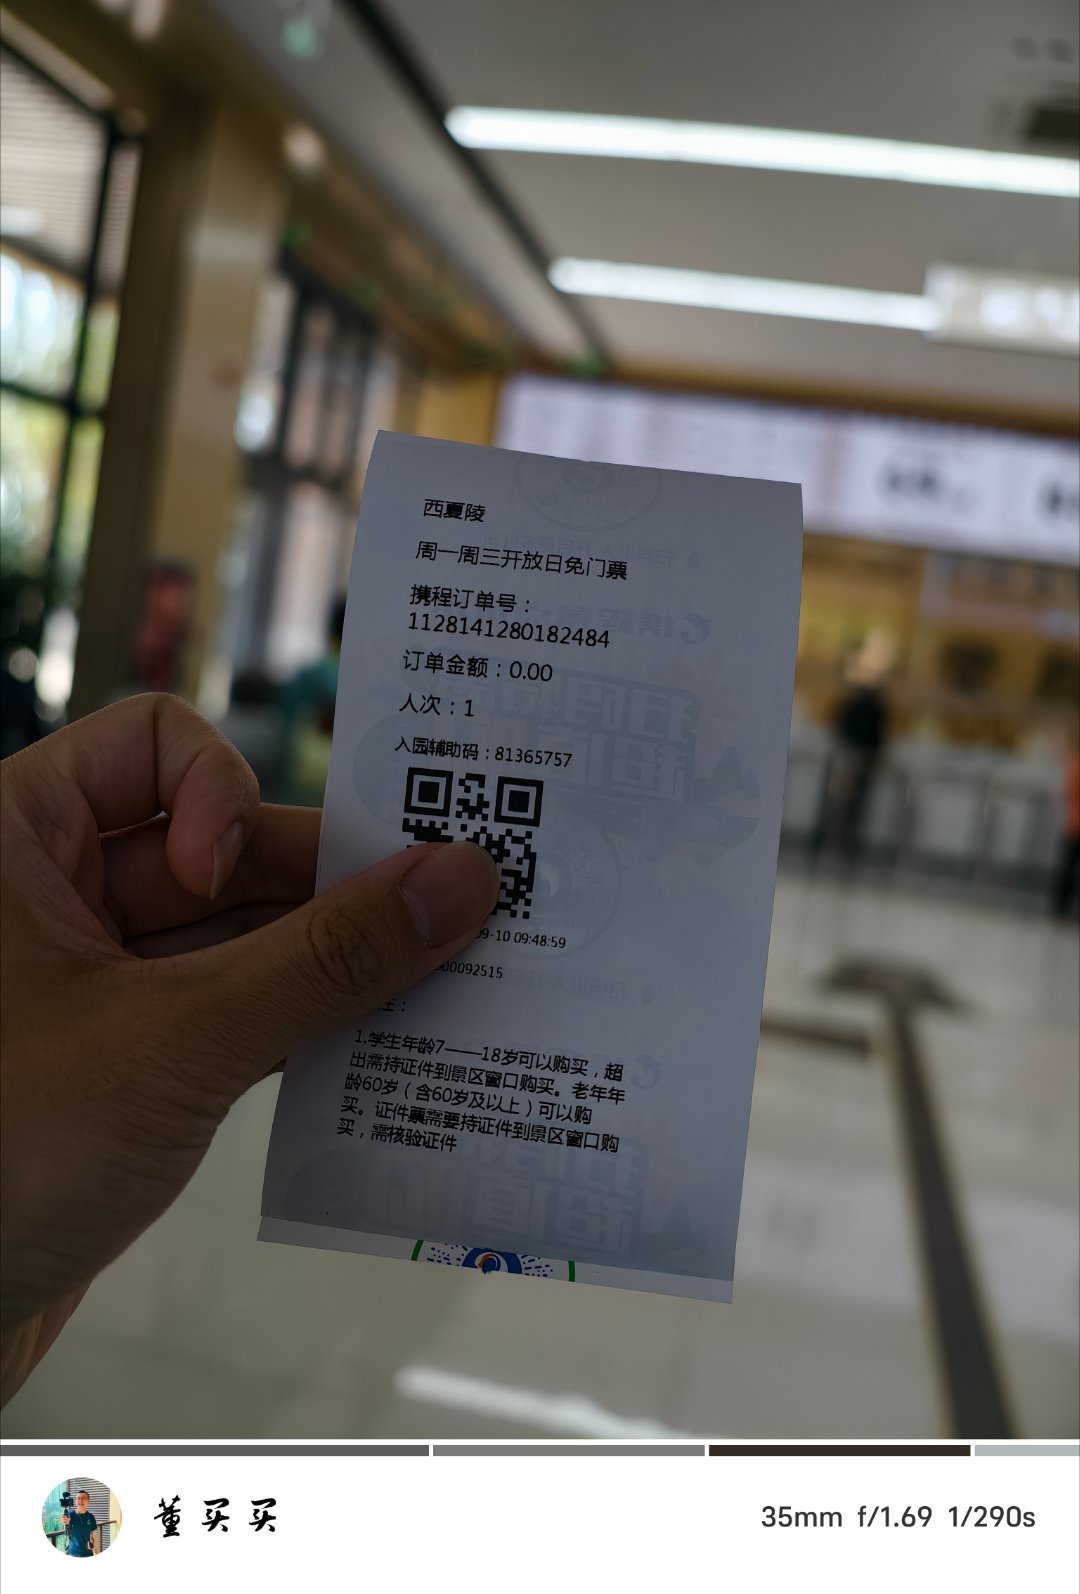 西夏陵
周一周三开放日免门票
携程订单号：
1128141280182484
订单金额：0.00
人次：1
入园辅助码：81365757
09-10 09:48:59
00092515
注：
1.学生年龄7——18岁可以购买，超
出需持证件到景区窗口购买。老年年
龄60岁（含60岁及以上）可以购
买。证件票需要持证件到景区窗口购
买，需核验证件
董买买
35mm f/1.69 1/290s